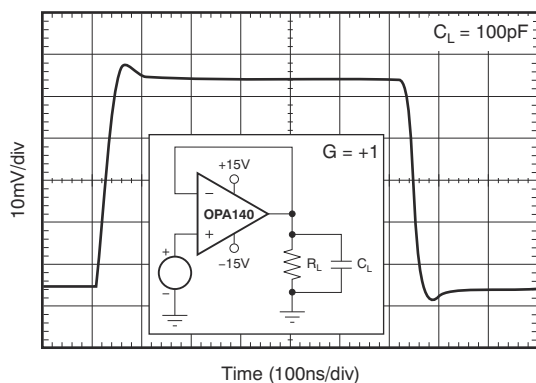 C_L = 100pF
10mV/div
G = +1
+15V
−
OPA140
+
−15V
+
−
R_L
C_L
Time (100ns/div)